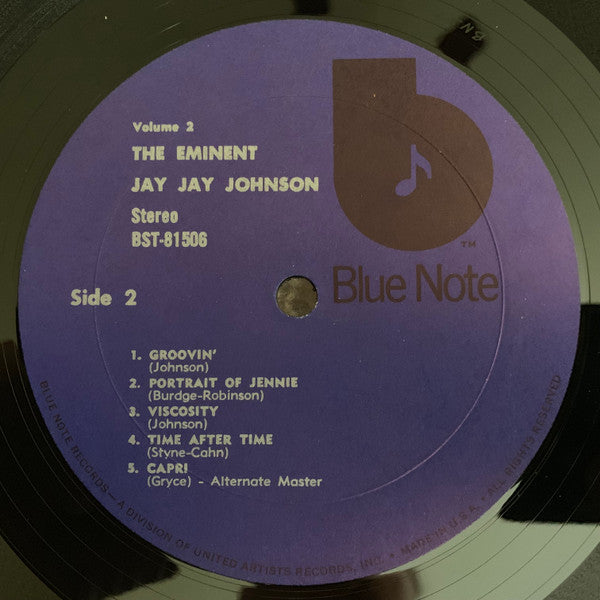 Volume 2
THE EMINENT
JAY JAY JOHNSON
Stereo
BST-81506
Side 2
TM
Blue Note
1. GROOVIN'
(Johnson)
2. PORTRAIT OF JENNIE
(Burdge-Robinson)
3. VISCOSITY
(Johnson)
4. TIME AFTER TIME
(Styne-Cahn)
5. CAPRI
(Gryce) - Alternate Master
BLUE NOTE RECORDS — A DIVISION OF UNITED ARTISTS RECORDS, INC. • MADE IN U.S.A. • ALL RIGHTS RESERVED